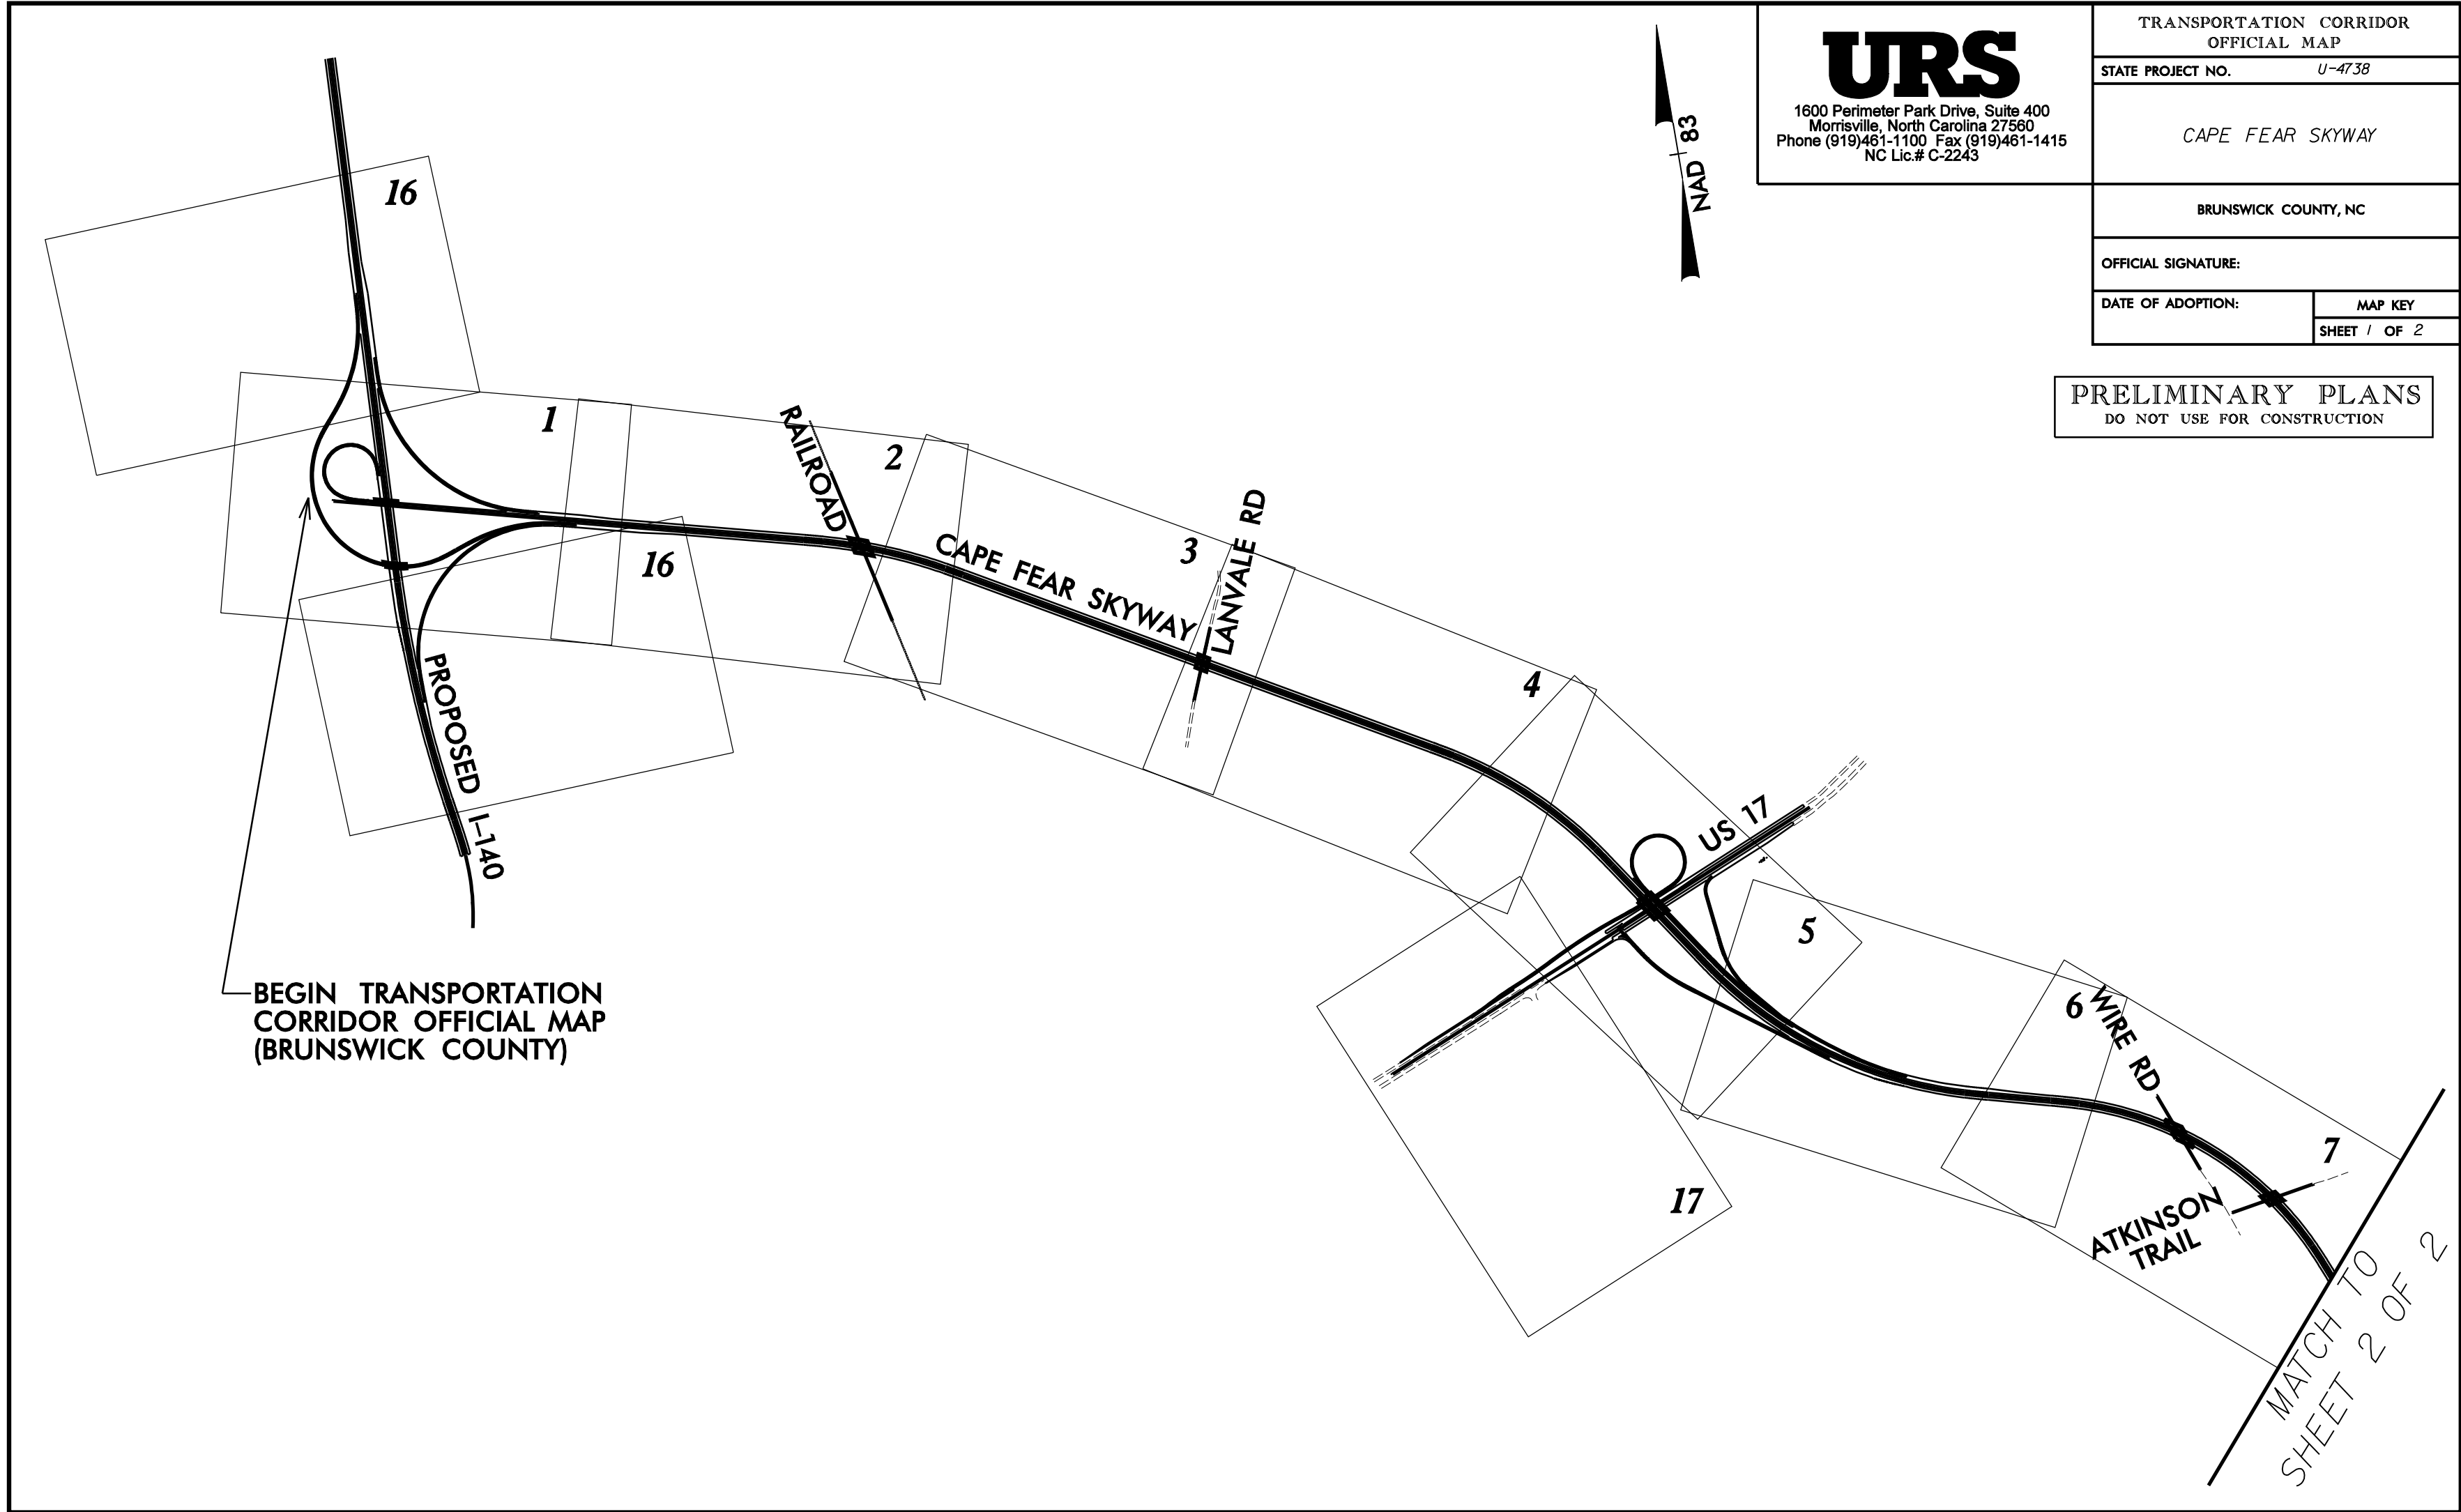 URS
1600 Perimeter Park Drive, Suite 400
Morrisville, North Carolina 27560
Phone (919)461-1100 Fax (919)461-1415
NC Lic.# C-2243
TRANSPORTATION CORRIDOR
OFFICIAL MAP
STATE PROJECT NO. U-4738
CAPE FEAR SKYWAY
BRUNSWICK COUNTY, NC
OFFICIAL SIGNATURE:
DATE OF ADOPTION:
MAP KEY
SHEET 1 OF 2
PRELIMINARY PLANS
DO NOT USE FOR CONSTRUCTION
NAD 83
16
1
2
RAILROAD
16
CAPE FEAR SKYWAY
3
LANVALE RD
4
PROPOSED I-140
US 17
5
6
WIRE RD
7
17
ATKINSON
TRAIL
BEGIN TRANSPORTATION
CORRIDOR OFFICIAL MAP
(BRUNSWICK COUNTY)
MATCH TO
SHEET 2 OF 2